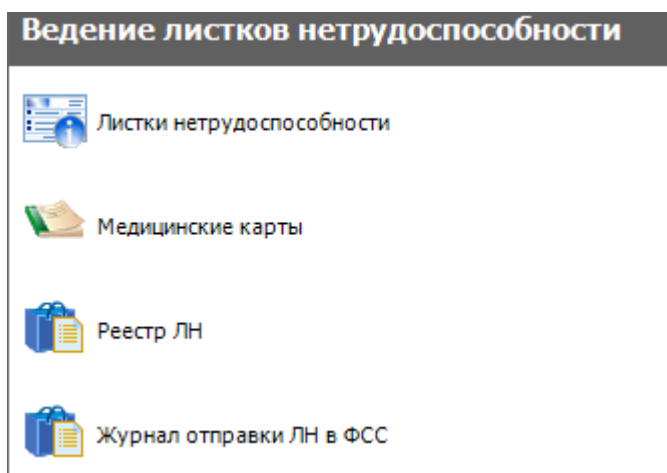 Ведение листков нетрудоспособности
Листки нетрудоспособности
Медицинские карты
Реестр ЛН
Журнал отправки ЛН в ФСС